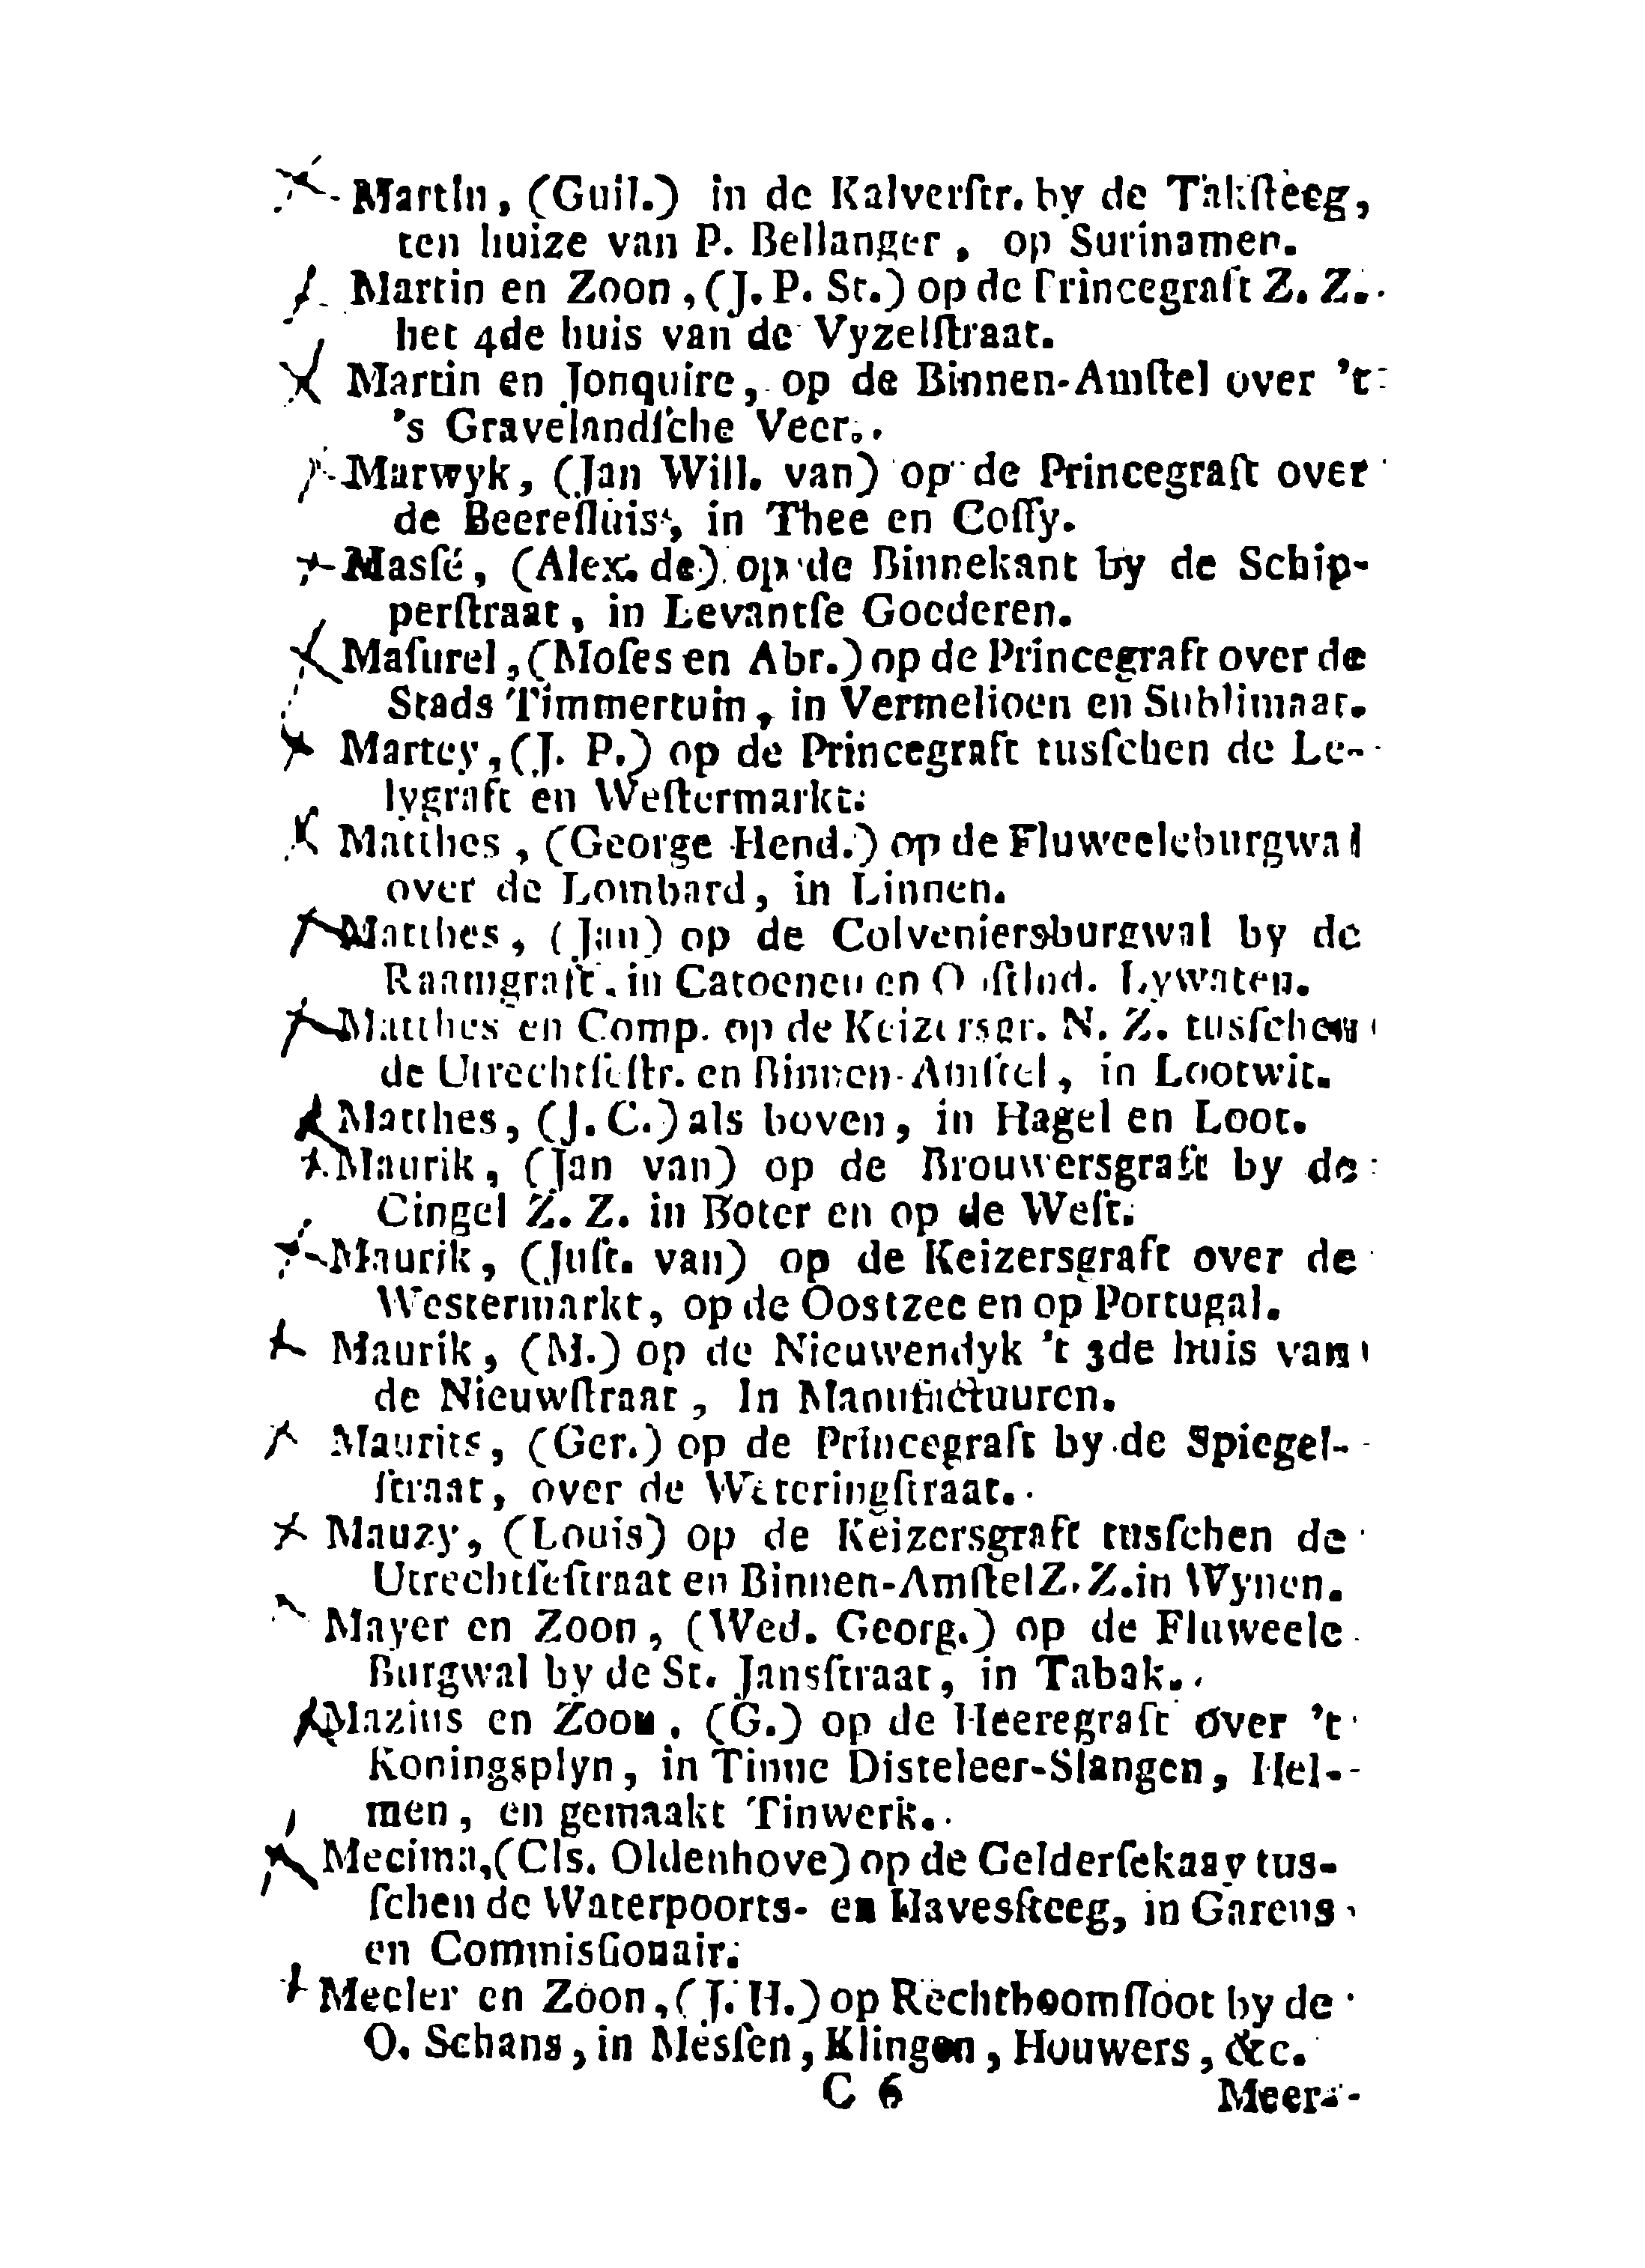 Martin, (Guil.) in de Kalverſtr. by de Takſteeg,
ten huize van P. Bellanger, op Surinamen.
Martin en Zoon, (J. P. St.) op de Princegraft Z. Z.
het 4de huis van de Vyzelſtraat.
Martin en Jonquire, op de Binnen-Amſtel over 't
's Gravelandſche Veer.
Marwyk, (Jan Will. van) op de Princegraft over
de Beereſluis, in Thee en Coffy.
Masſé, (Alex. de) op de Binnekant by de Schip-
perſtraat, in Levantſe Goederen.
Maſurel, (Moſes en Abr.) op de Princegraft over de
Stads Timmertuin, in Vermelioen en Sublimaat.
Martey, (J. P.) op de Princegraft tusſchen de Le-
lygraft en Weſtermarkt.
Matthes, (George Hend.) op de Fluweeleburgwal
over de Lombard, in Linnen.
Matthes, (Jan) op de Colveniersburgwal by de
Raamgraft, in Catoenen en OoſtInd. Lywaten.
Matthes en Comp. op de Keizersgr. N. Z. tusſchen
de Utrechtſeſtr. en Binnen-Amſtel, in Lootwit.
Matthes, (J. C.) als boven, in Hagel en Loot.
Maurik, (Jan van) op de Brouwersgraft by de
Cingel Z. Z. in Boter en op de Weſt.
Maurik, (Juſt. van) op de Keizersgraft over de
Westermarkt, op de Oostzee en op Portugal.
Maurik, (M.) op de Nieuwendyk 't 3de huis van
de Nieuwſtraat, In Manufactuuren.
Maurits, (Ger.) op de Princegraft by de Spiegel-
ſtraat, over de Weteringſtraat.
Mauzy, (Louis) op de Keizersgraft tusſchen de
Utrechtſeſtraat en Binnen-Amſtel Z. Z. in Wynen.
Mayer en Zoon, (Wed. Georg.) op de Fluweele
Burgwal by de St. Jansſtraat, in Tabak.
Mazius en Zoon, (G.) op de Heeregraft over 't
Koningsplyn, in Tinne Disteleer-Slangen, Hel-
men, en gemaakt Tinwerk.
Mecima, (Cls. Oldenhove) op de Gelderſekaay tus-
ſchen de Waterpoorts- en Havesſteeg, in Garens
en Commisſionair.
Mecler en Zoon, (J. H.) op Rechtboomſloot by de
O. Schans, in Mesſen, Klingen, Houwers, &c.
C 6 Meer-